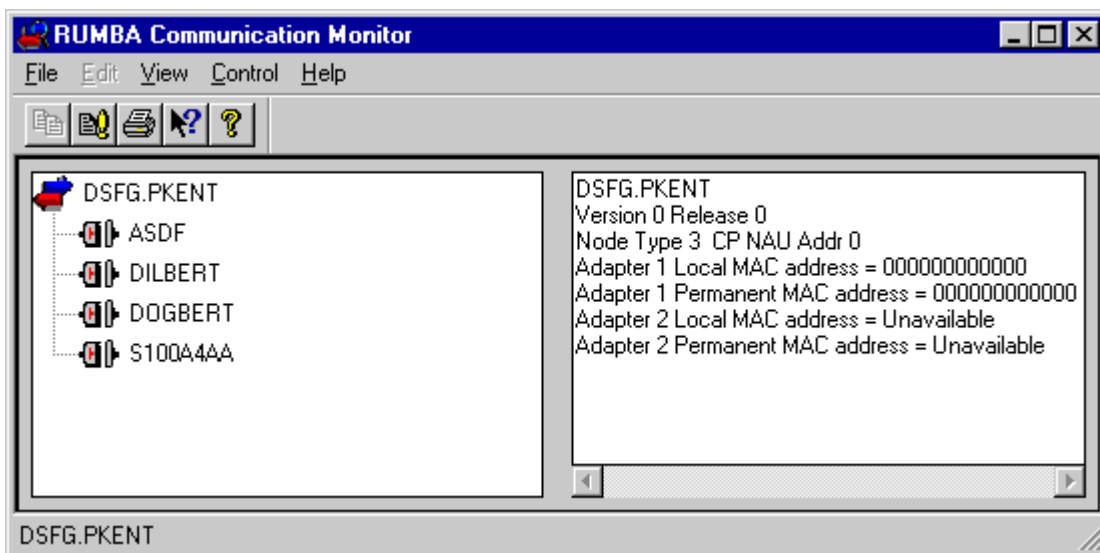 RUMBA Communication Monitor
File Edit View Control Help
DSFG.PKENT
ASDF
DILBERT
DOGBERT
S100A4AA
DSFG.PKENT
Version 0 Release 0
Node Type 3 CP NAU Addr 0
Adapter 1 Local MAC address = 000000000000
Adapter 1 Permanent MAC address = 000000000000
Adapter 2 Local MAC address = Unavailable
Adapter 2 Permanent MAC address = Unavailable
DSFG.PKENT